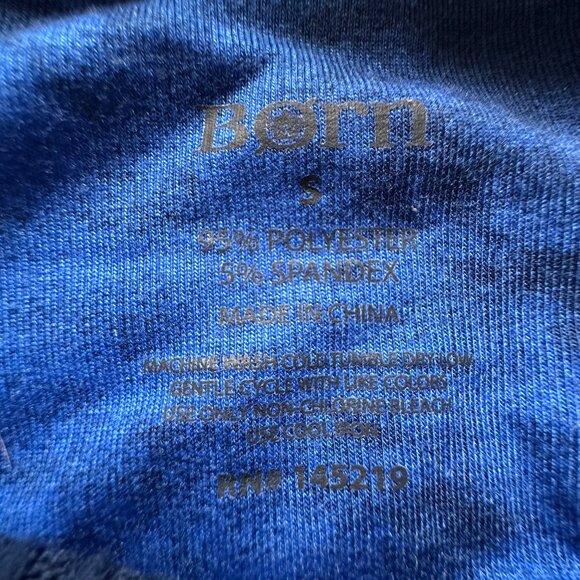 BØrn
S
95% POLYESTER
5% SPANDEX
MADE IN CHINA
MACHINE WASH COLD TUMBLE DRY LOW
GENTLE CYCLE WITH LIKE COLORS
USE ONLY NON-CHLORINE BLEACH
USE COOL IRON
RN# 145219